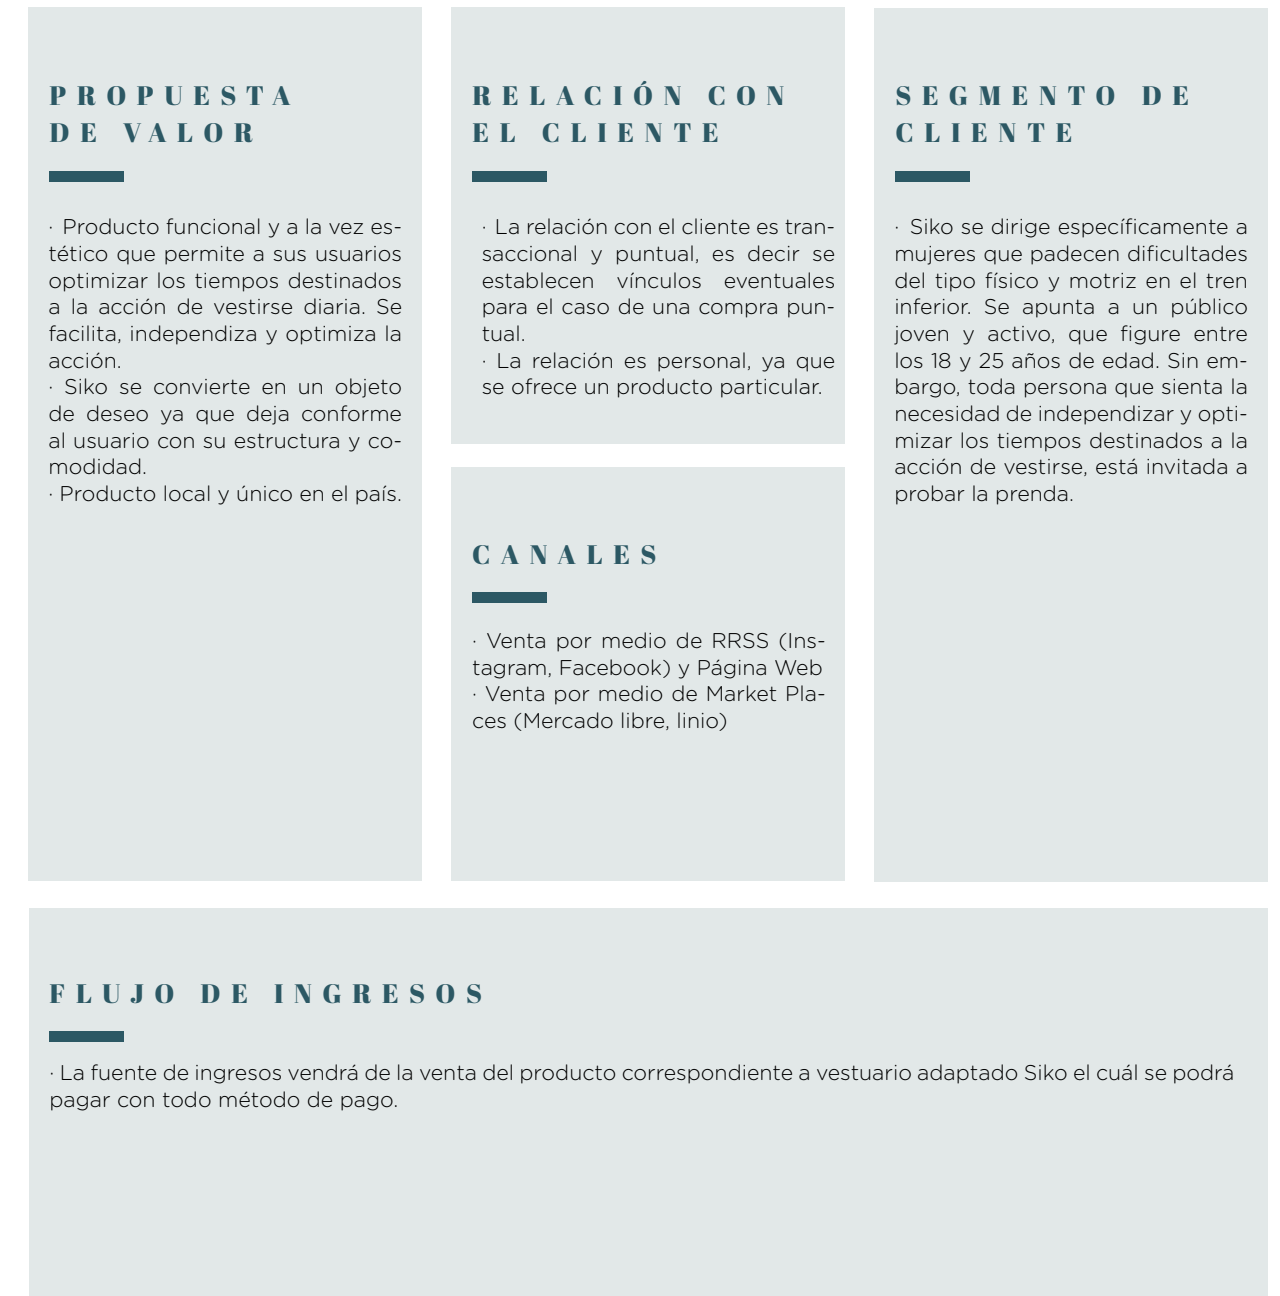 PROPUESTA
DE VALOR
· Producto funcional y a la vez es-
tético que permite a sus usuarios
optimizar los tiempos destinados
a la acción de vestirse diaria. Se
facilita, independiza y optimiza la
acción.
· Siko se convierte en un objeto
de deseo ya que deja conforme
al usuario con su estructura y co-
modidad.
· Producto local y único en el país.
RELACIÓN CON
EL CLIENTE
· La relación con el cliente es tran-
saccional y puntual, es decir se
establecen vínculos eventuales
para el caso de una compra pun-
tual.
· La relación es personal, ya que
se ofrece un producto particular.
CANALES
· Venta por medio de RRSS (Ins-
tagram, Facebook) y Página Web
· Venta por medio de Market Pla-
ces (Mercado libre, linio)
SEGMENTO DE
CLIENTE
· Siko se dirige específicamente a
mujeres que padecen dificultades
del tipo físico y motriz en el tren
inferior. Se apunta a un público
joven y activo, que figure entre
los 18 y 25 años de edad. Sin em-
bargo, toda persona que sienta la
necesidad de independizar y opti-
mizar los tiempos destinados a la
acción de vestirse, está invitada a
probar la prenda.
FLUJO DE INGRESOS
· La fuente de ingresos vendrá de la venta del producto correspondiente a vestuario adaptado Siko el cuál se podrá
pagar con todo método de pago.